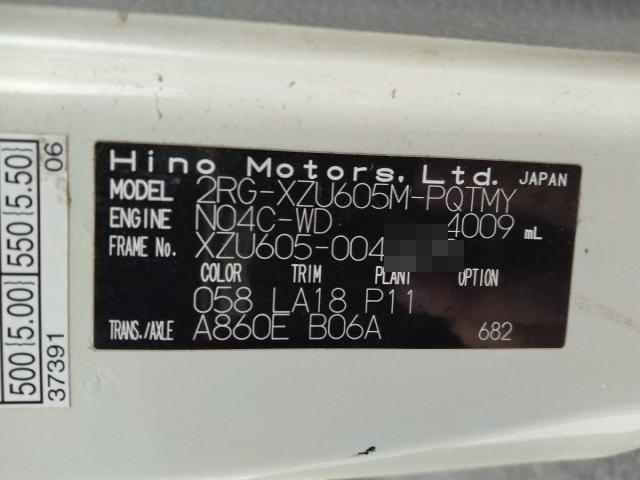 Hino Motors, Ltd. JAPAN
MODEL 2RG-XZU605M-PQTMY
ENGINE N04C-WD 4009 mL
FRAME No. XZU605-004
COLOR TRIM PLANT OPTION
058 LA18 P11
TRANS./AXLE A860E B06A 682
500 5.00 550 5.50
37391 06